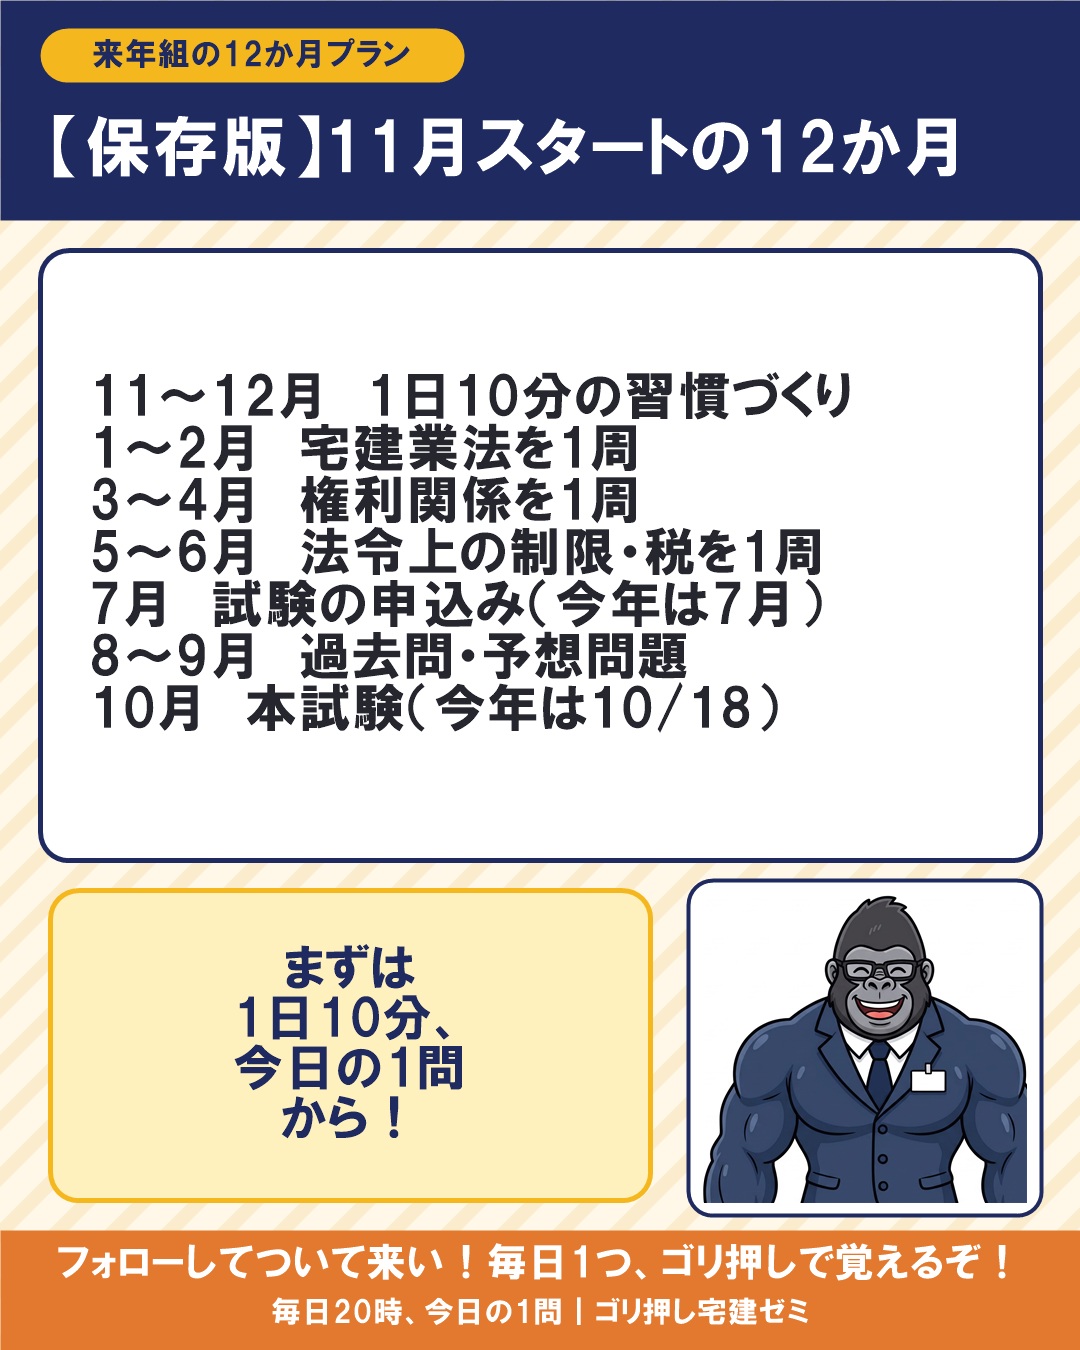 来年組の12か月プラン
【保存版】11月スタートの12か月
11～12月　1日10分の習慣づくり
1～2月　宅建業法を1周
3～4月　権利関係を1周
5～6月　法令上の制限・税を1周
7月　試験の申込み（今年は7月）
8～9月　過去問・予想問題
10月　本試験（今年は10/18）
まずは
1日10分、
今日の1問
から！
フォローしてついて来い！毎日1つ、ゴリ押しで覚えるぞ！
毎日20時、今日の1問｜ゴリ押し宅建ゼミ